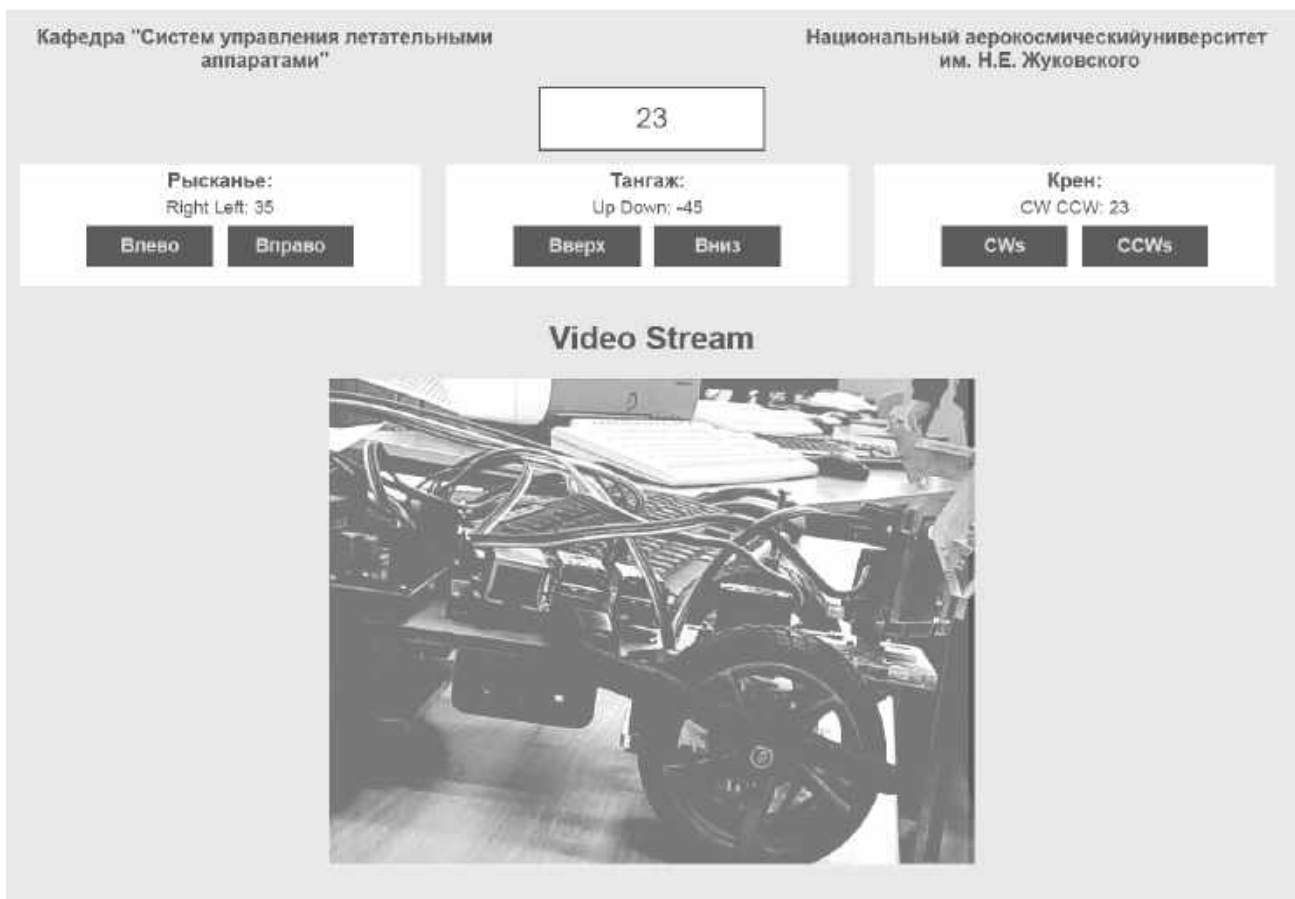 Кафедра "Систем управления летательными
аппаратами"
Национальный аерокосмическийуниверситет
им. Н.Е. Жуковского
23
Рысканье:
Right Left: 35
Влево Вправо
Тангаж:
Up Down: -45
Вверх Вниз
Крен:
CW CCW: 23
CWs CCWs
Video Stream